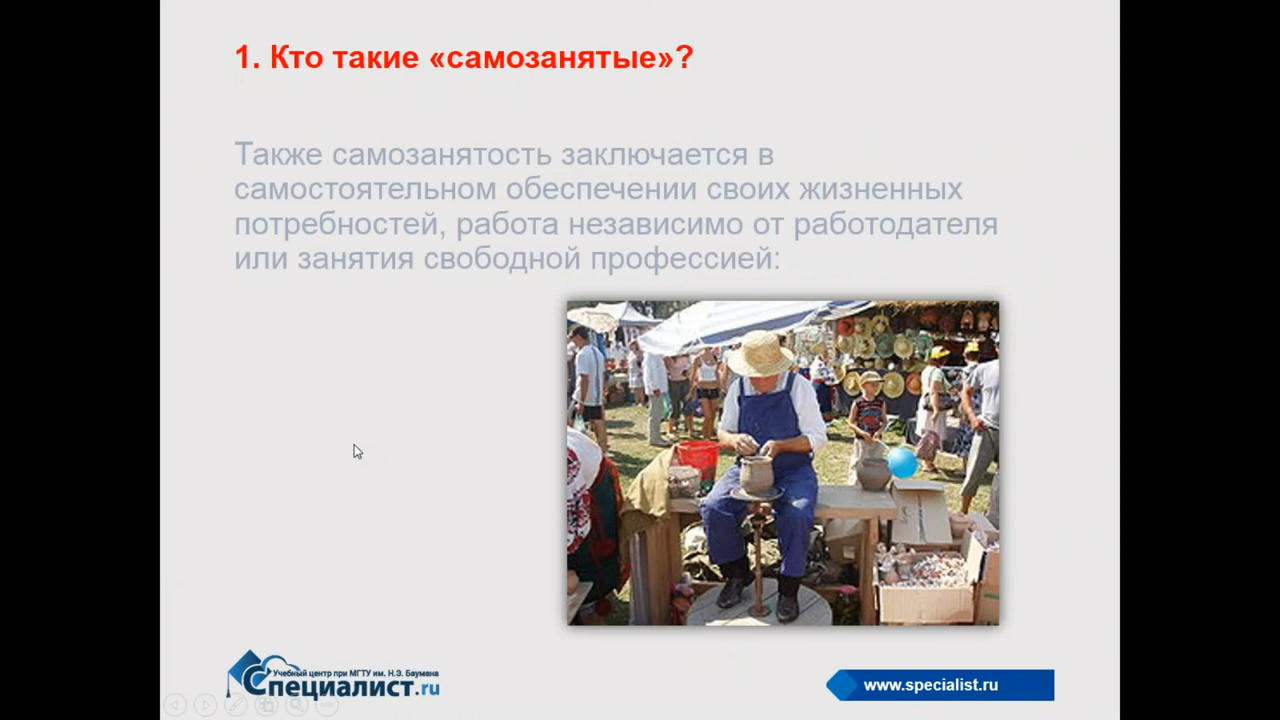 1. Кто такие «самозанятые»?
Также самозанятость заключается в
самостоятельном обеспечении своих жизненных
потребностей, работа независимо от работодателя
или занятия свободной профессией:
Учебный центр при МГТУ им. Н.Э. Баумана
Специалист.ru
www.specialist.ru